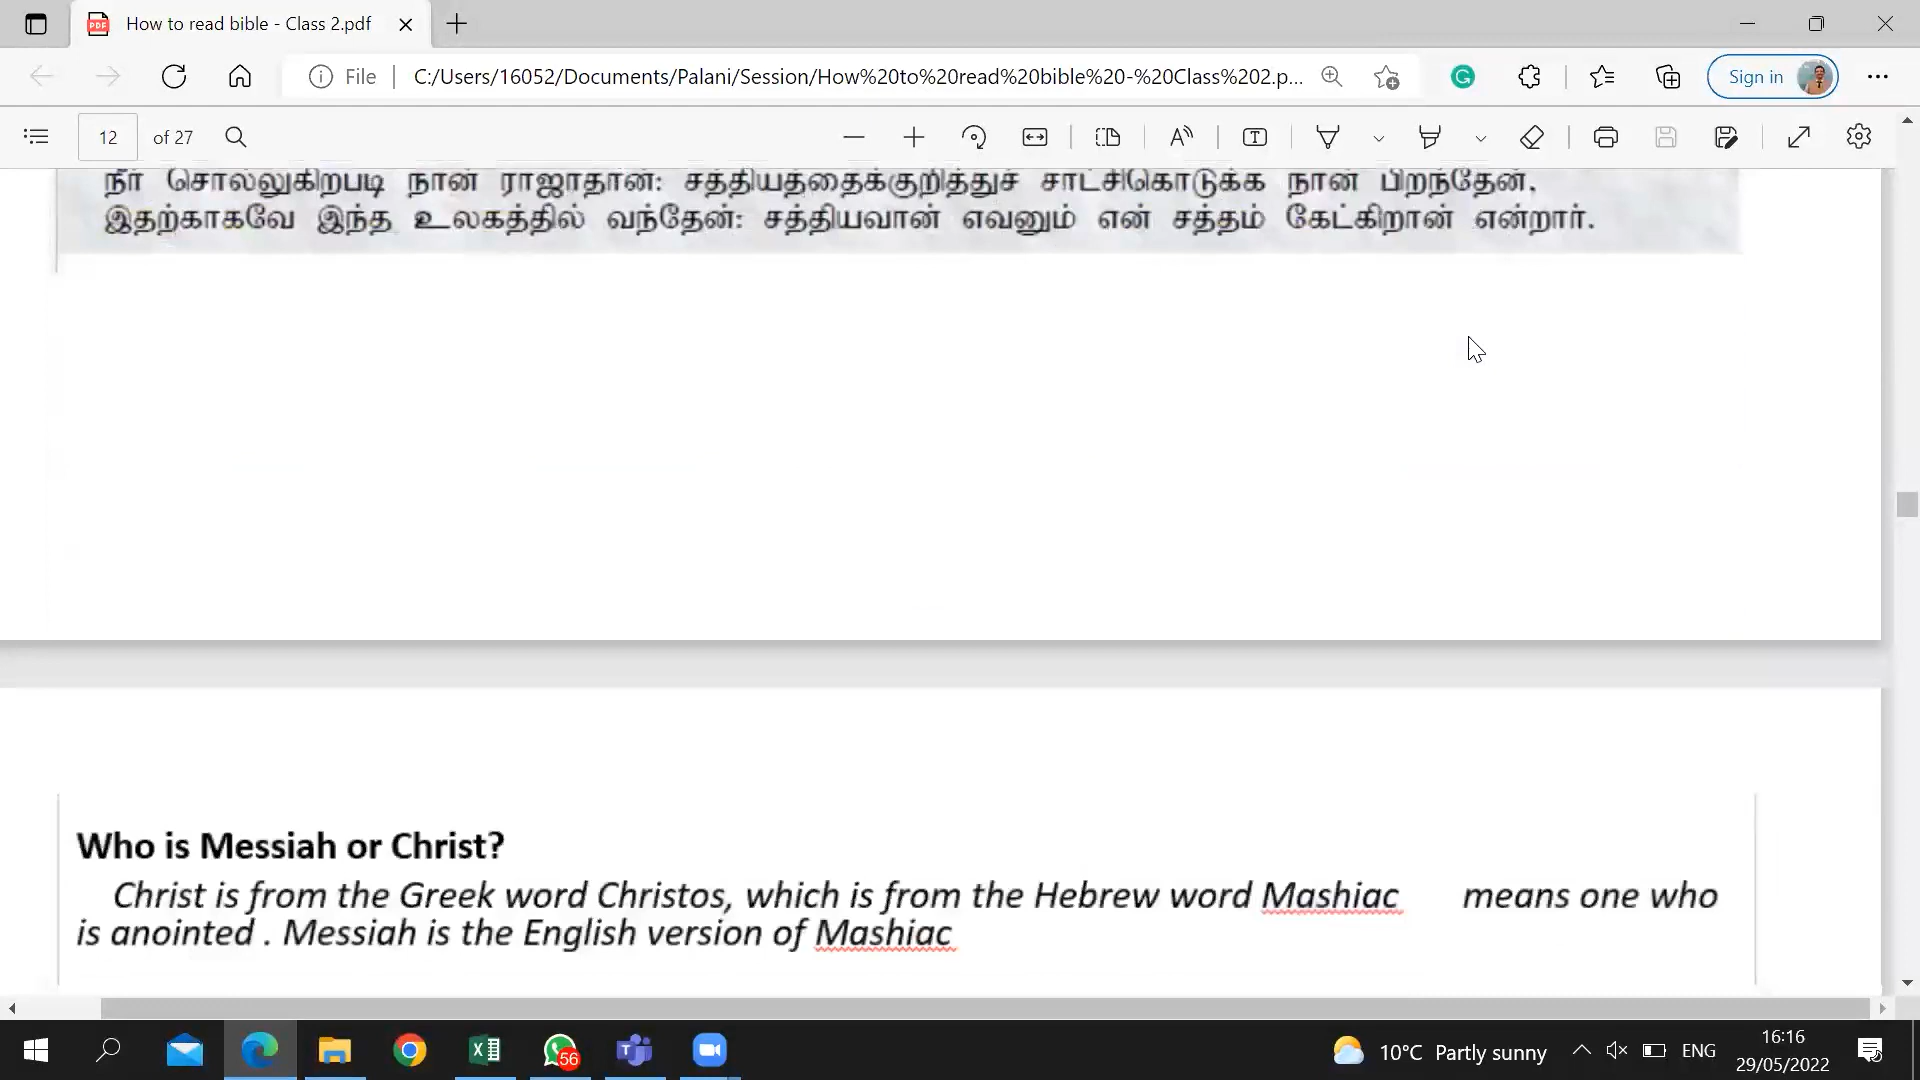 How to read bible - Class 2.pdf
File
C:/Users/16052/Documents/Palani/Session/How%20to%20read%20bible%20-%20Class%202.p...
Sign in
12 of 27
நீர் சொல்லுகிறபடி நான் ராஜாதான்: சத்தியத்தைக்குறித்துச் சாட்சிகொடுக்க நான் பிறந்தேன்,
இதற்காகவே இந்த உலகத்தில் வந்தேன்: சத்தியவான் எவனும் என் சத்தம் கேட்கிறான் என்றார்.
Who is Messiah or Christ?
Christ is from the Greek word Christos, which is from the Hebrew word Mashiac means one who
is anointed . Messiah is the English version of Mashiac
56
10°C Partly sunny
ENG
16:16
29/05/2022